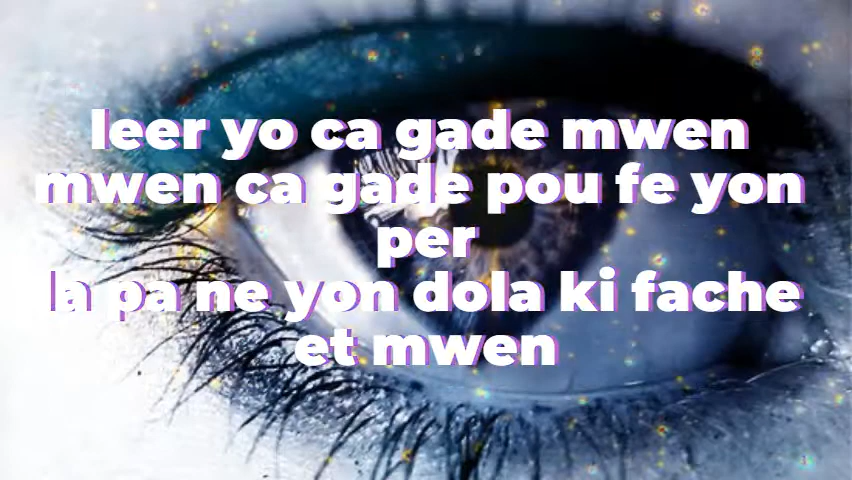 leer yo ca gade mwen
mwen ca gade pou fe yon
per
la pa ne yon dola ki fache
et mwen